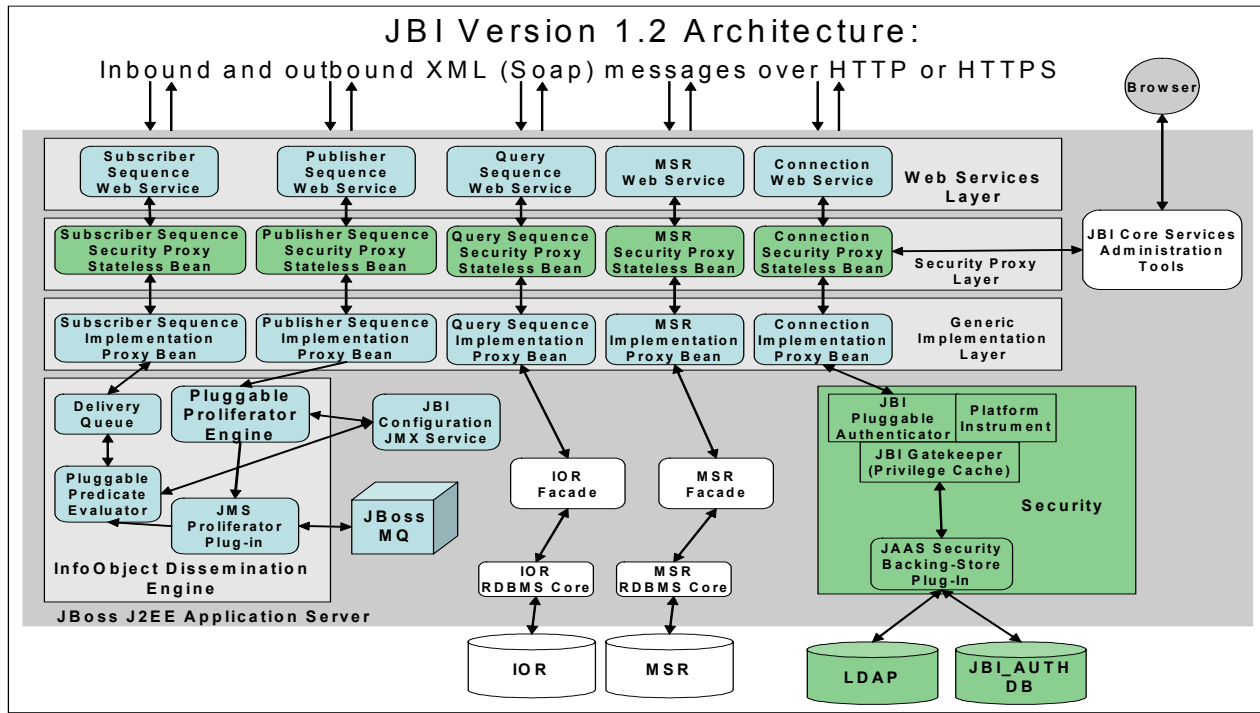 JBI Version 1.2 Architecture:
Inbound and outbound XML (Soap) messages over HTTP or HTTPS
Browser
Subscriber
Sequence
Web Service
Publisher
Sequence
Web Service
Query
Sequence
Web Service
MSR
Web Service
Connection
Web Service
Web Services
Layer
Subscriber Sequence
Security Proxy
Stateless Bean
Publisher Sequence
Security Proxy
Stateless Bean
Query Sequence
Security Proxy
Stateless Bean
MSR
Security Proxy
Stateless Bean
Connection
Security Proxy
Stateless Bean
Security Proxy
Layer
JBI Core Services
Administration
Tools
Subscriber Sequence
Implementation
Proxy Bean
Publisher Sequence
Implementation
Proxy Bean
Query Sequence
Implementation
Proxy Bean
MSR
Implementation
Proxy Bean
Connection
Implementation
Proxy Bean
Generic
Implementation
Layer
Delivery
Queue
Pluggable
Proliferator
Engine
JBI
Configuration
JMX Service
Pluggable
Predicate
Evaluator
JMS
Proliferator
Plug-in
JBoss
MQ
InfoObject Dissemination
Engine
JBoss J2EE Application Server
IOR
Facade
MSR
Facade
IOR
RDBMS Core
MSR
RDBMS Core
IOR
MSR
JBI
Pluggable
Authenticator
Platform
Instrument
JBI Gatekeeper
(Privilege Cache)
Security
JAAS Security
Backing-Store
Plug-In
LDAP
JBI_AUTH
DB